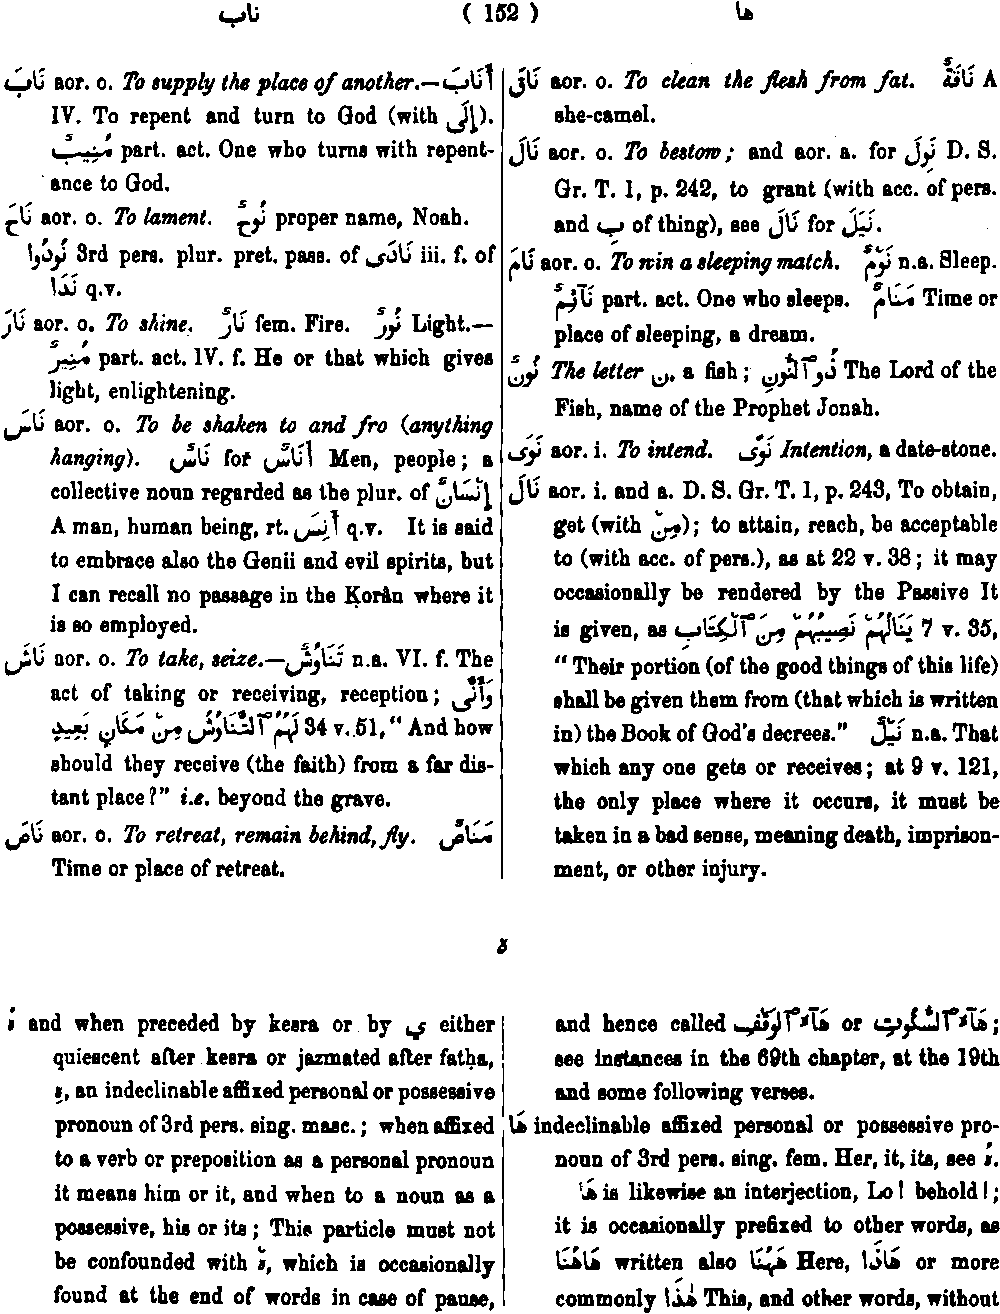 ناب ( 152 ) ها
نَابَ aor. o. To supply the place of another.—أَنَابَ
IV. To repent and turn to God (with إِلَى).
مُنِيبٌ part. act. One who turns with repent-
ance to God.
نَاحَ aor. o. To lament. نُوحٌ proper name, Noah.
نُودُوا 3rd pers. plur. pret. pass. of نَادَى iii. f. of
نَدَا q.v.
نَارَ aor. o. To shine. نَارٌ fem. Fire. نُورٌ Light.—
مُنِيرٌ part. act. IV. f. He or that which gives
light, enlightening.
نَاسَ aor. o. To be shaken to and fro (anything
hanging). نَاسٌ for أُنَاسٌ Men, people; a
collective noun regarded as the plur. of إِنْسَانٌ
A man, human being, rt. أَنِسَ q.v. It is said
to embrace also the Genii and evil spirits, but
I can recall no passage in the Ḳorân where it
is so employed.
نَاشَ aor. o. To take, seize.—تَنَاوُشٌ n.a. VI. f. The
act of taking or receiving, reception; وَأَنَّى
لَهُمُ ٱلتَّنَاوُشُ مِنْ مَكَانٍ بَعِيدٍ 34 v. 51, “And how
should they receive (the faith) from a far dis-
tant place?” i.e. beyond the grave.
نَاصَ aor. o. To retreat, remain behind, fly. مَنَاصٌ
Time or place of retreat.
نَاقَ aor. o. To clean the flesh from fat. نَاقَةٌ A
she-camel.
نَالَ aor. o. To bestow; and aor. a. for نَوِلَ D. S.
Gr. T. 1, p. 242, to grant (with acc. of pers.
and بِ of thing), see نَالَ for نَيِلَ.
نَامَ aor. o. To win a sleeping match. نَوْمٌ n.a. Sleep.
نَآئِمٌ part. act. One who sleeps. مَنَامٌ Time or
place of sleeping, a dream.
نُونٌ The letter ن, a fish; ذُو ٱلنُّونِ The Lord of the
Fish, name of the Prophet Jonah.
نَوَى aor. i. To intend. نَوًى Intention, a date-stone.
نَالَ aor. i. and a. D. S. Gr. T. 1, p. 243, To obtain,
get (with مِنْ); to attain, reach, be acceptable
to (with acc. of pers.), as at 22 v. 38; it may
occasionally be rendered by the Passive It
is given, as يَنَالُهُمْ نَصِيبُهُمْ مِنَ ٱلْكِتَابِ 7 v. 35,
“Their portion (of the good things of this life)
shall be given them from (that which is written
in) the Book of God's decrees.” نَيْلٌ n.a. That
which any one gets or receives; at 9 v. 121,
the only place where it occurs, it must be
taken in a bad sense, meaning death, imprison-
ment, or other injury.
ه
هُ and when preceded by kesra or by ي either
quiescent after kesra or jazmated after fatḥa,
هِ, an indeclinable affixed personal or possessive
pronoun of 3rd pers. sing. masc.; when affixed
to a verb or preposition as a personal pronoun
it means him or it, and when to a noun as a
possessive, his or its; This particle must not
be confounded with هْ, which is occasionally
found at the end of words in case of pause,
and hence called هَآءُ ٱلْوَقْفِ or هَآءُ ٱلسُّكُوتِ;
see instances in the 69th chapter, at the 19th
and some following verses.
هَا indeclinable affixed personal or possessive pro-
noun of 3rd pers. sing. fem. Her, it, its, see هُ.
هَا is likewise an interjection, Lo! behold!;
it is occasionally prefixed to other words, as
هَاهُنَا written also هَهُنَا Here, هَاذَا or more
commonly هٰذَا This, and other words, without